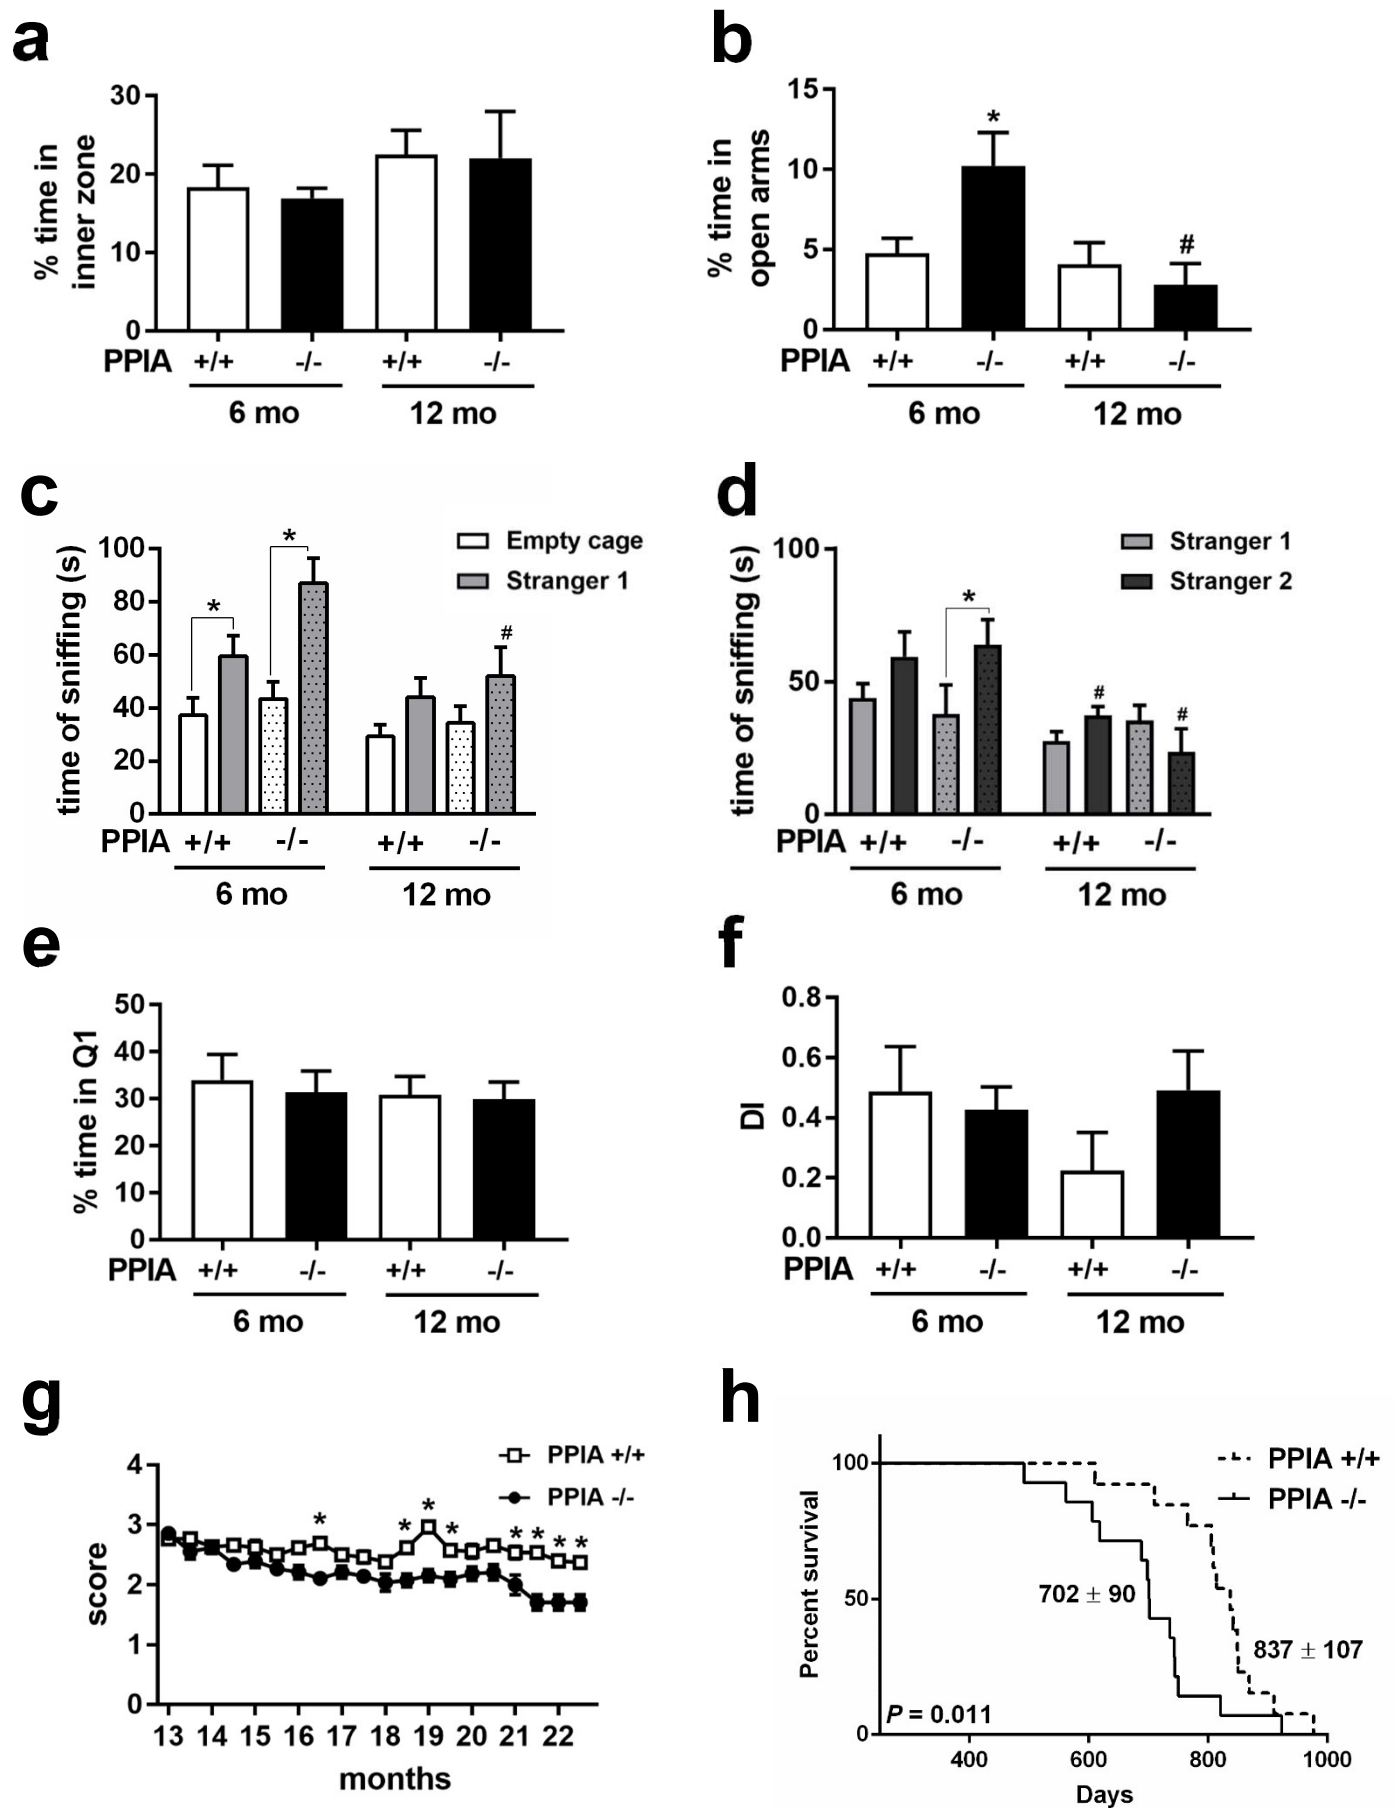 a
30
20
10
0
% time in
inner zone
PPIA +/+ -/- +/+ -/-
6 mo 12 mo
b
15
10
5
0
% time in
open arms
*
#
PPIA +/+ -/- +/+ -/-
6 mo 12 mo
c
100
80
60
40
20
0
time of sniffing (s)
Empty cage
Stranger 1
*
*
#
PPIA +/+ -/- +/+ -/-
6 mo 12 mo
d
100
50
0
time of sniffing (s)
Stranger 1
Stranger 2
*
#
#
PPIA +/+ -/- +/+ -/-
6 mo 12 mo
e
50
40
30
20
10
0
% time in Q1
PPIA +/+ -/- +/+ -/-
6 mo 12 mo
f
0.8
0.6
0.4
0.2
0.0
DI
PPIA +/+ -/- +/+ -/-
6 mo 12 mo
g
4
3
2
1
0
score
PPIA +/+
PPIA -/-
* * * * * * * *
13 14 15 16 17 18 19 20 21 22
months
h
100
50
0
Percent survival
PPIA +/+
PPIA -/-
702 ± 90
837 ± 107
P = 0.011
400 600 800 1000
Days